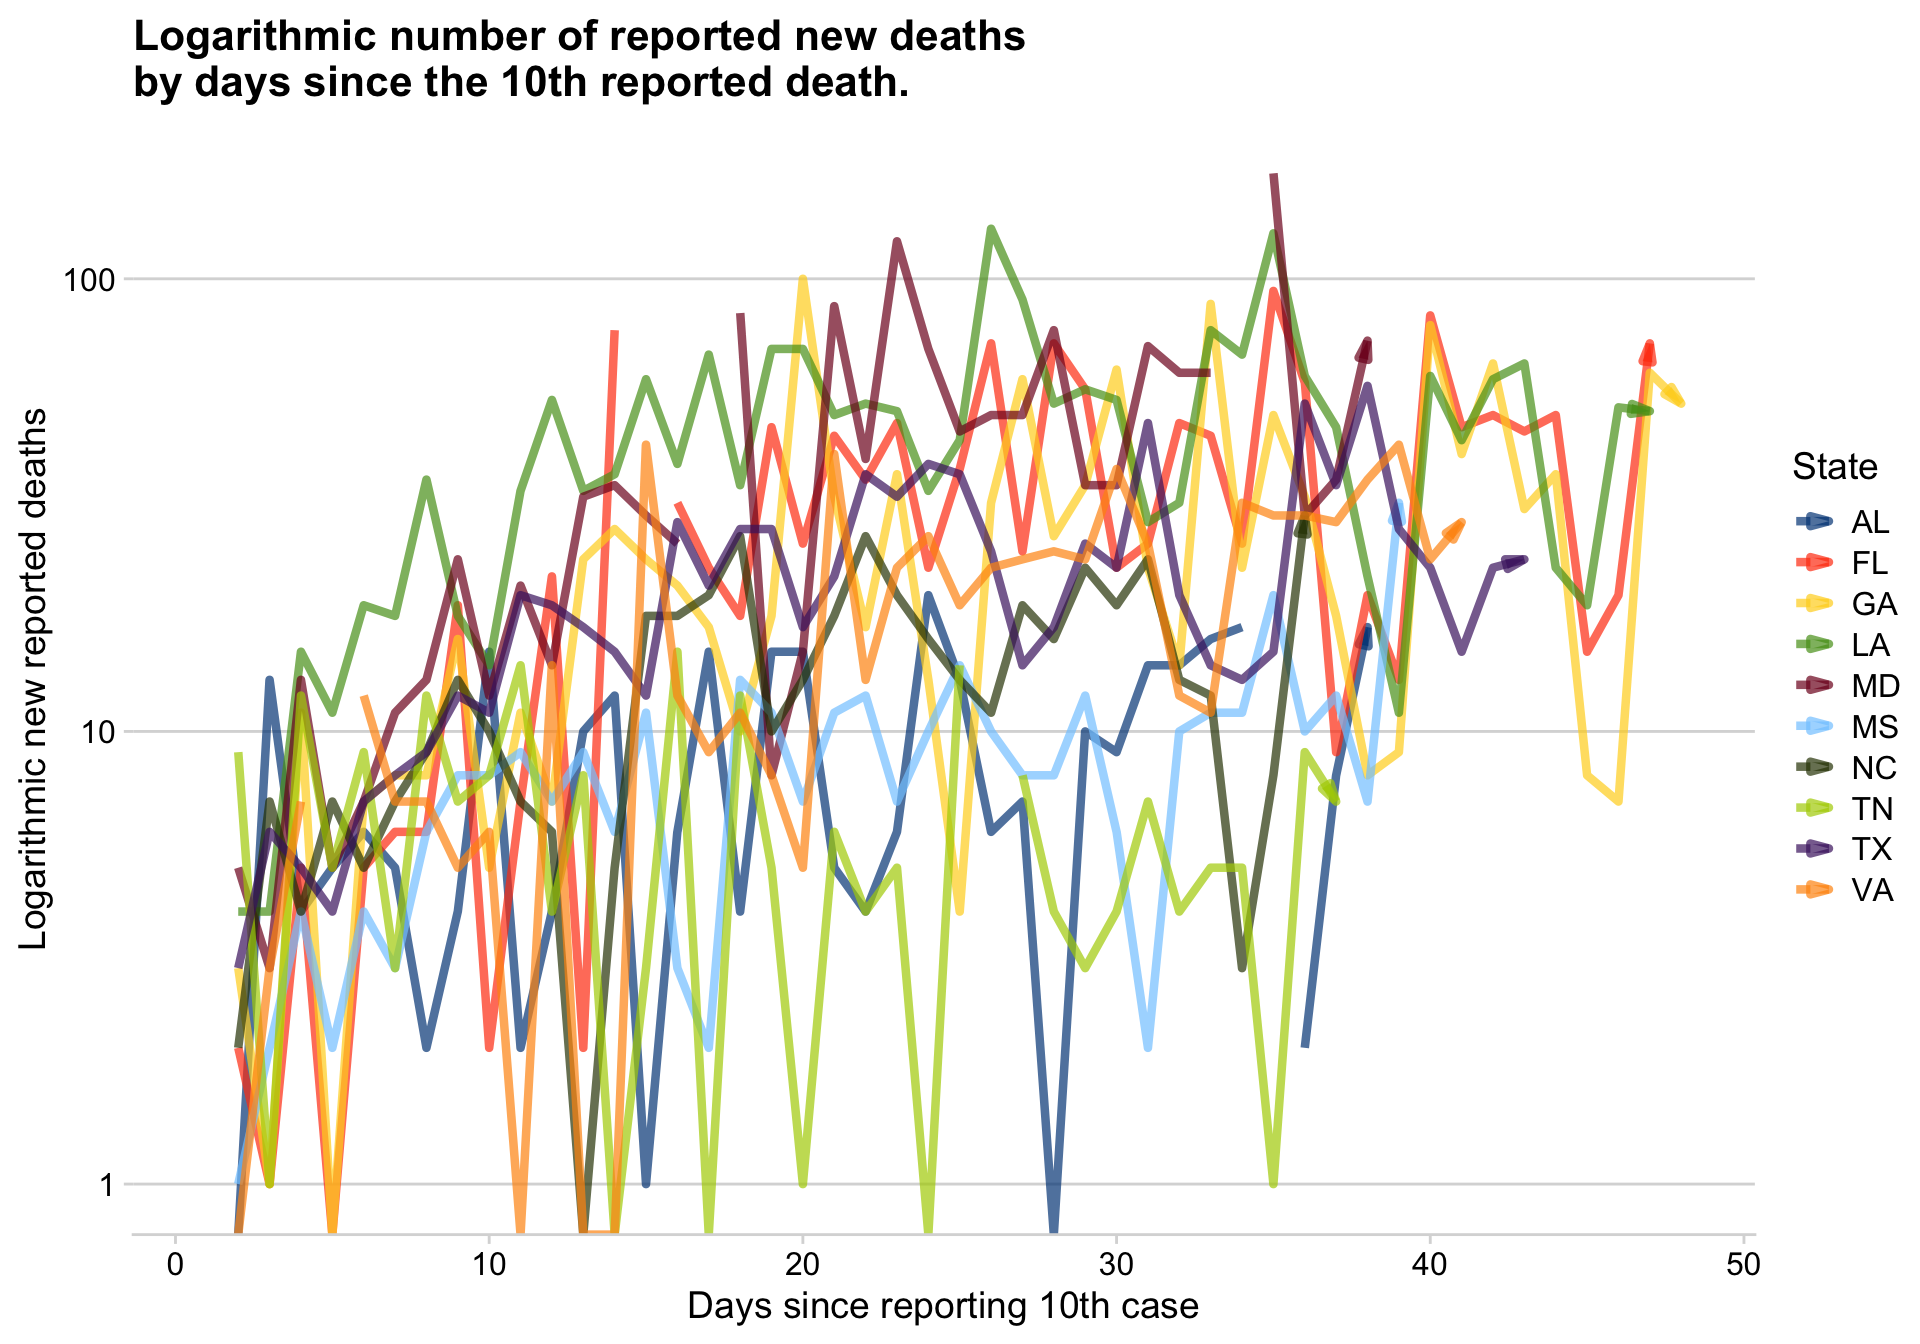 Logarithmic number of reported new deaths
by days since the 10th reported death.
Logarithmic new reported deaths
100
10
1
0 10 20 30 40 50
Days since reporting 10th case
State
AL
FL
GA
LA
MD
MS
NC
TN
TX
VA